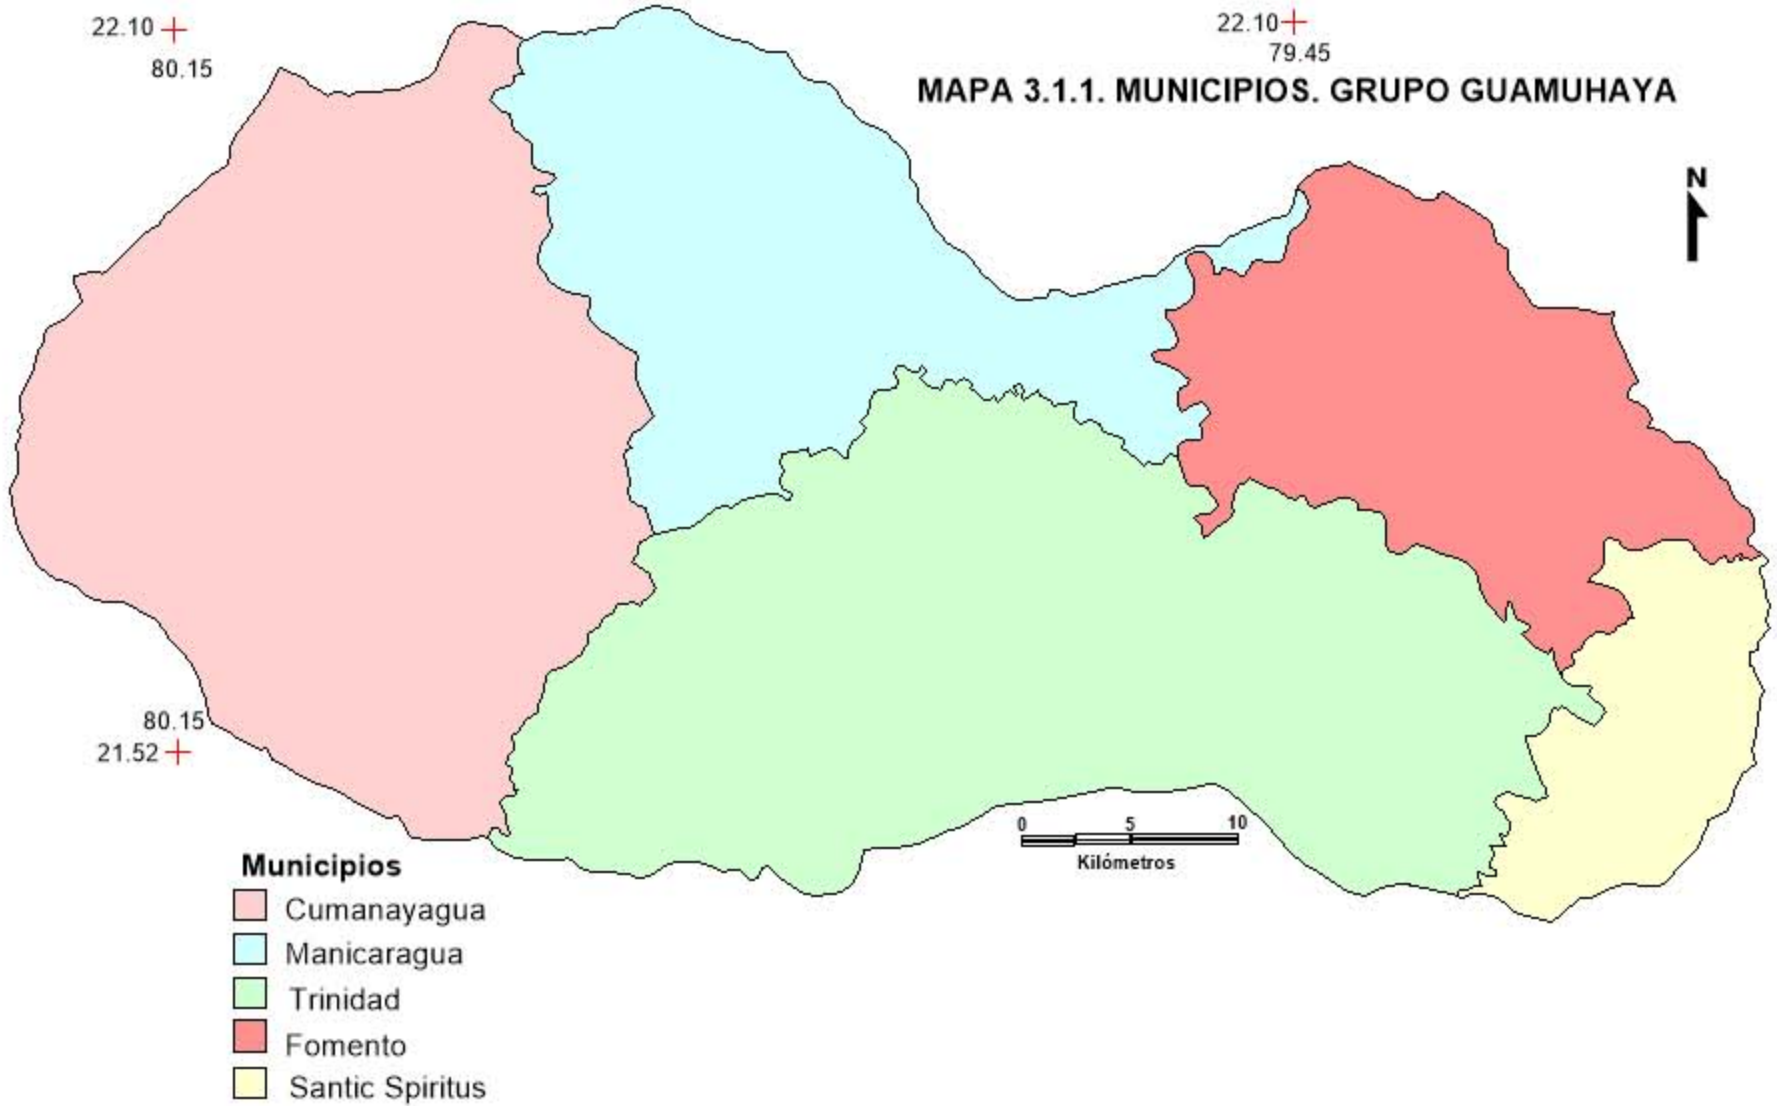 22.10
80.15
22.10
79.45
MAPA 3.1.1. MUNICIPIOS. GRUPO GUAMUHAYA
N
80.15
21.52
0 5 10
Kilómetros
Municipios
Cumanayagua
Manicaragua
Trinidad
Fomento
Santic Spiritus